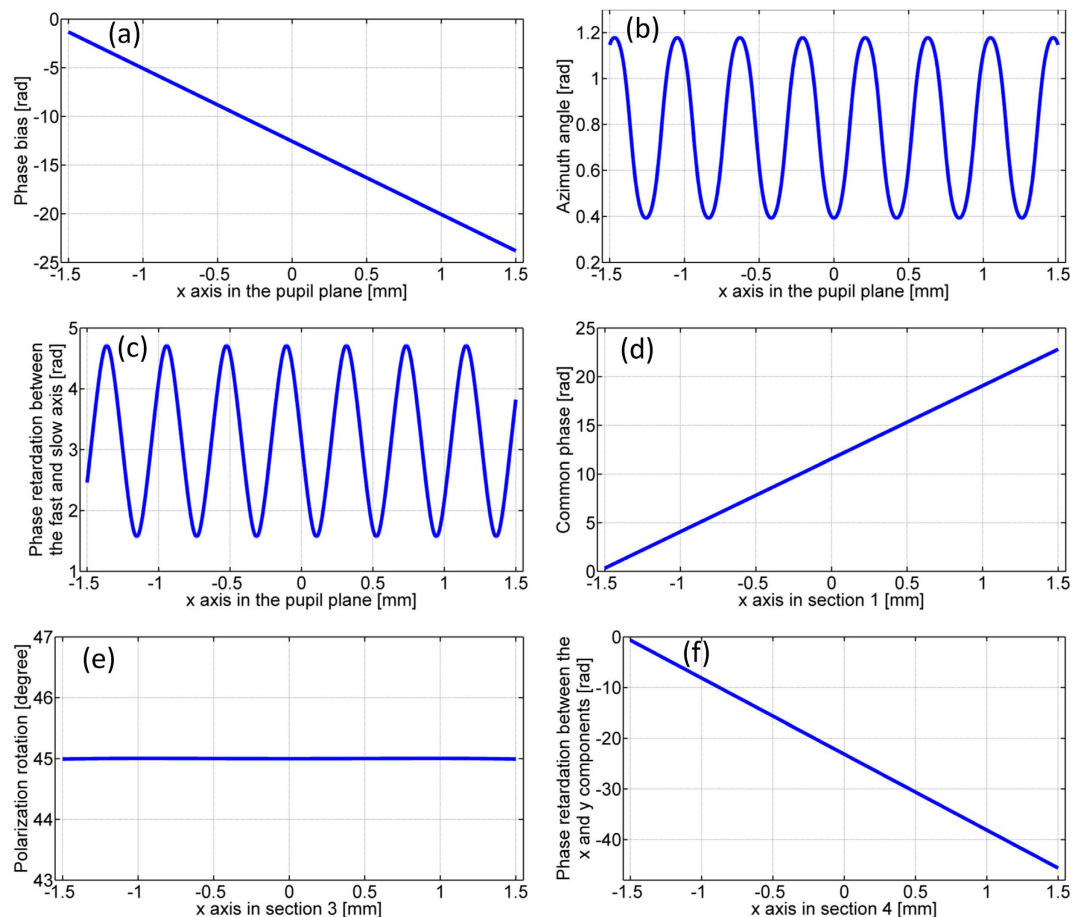 (a)
Phase bias [rad]
0
-5
-10
-15
-20
-25
-1.5 -1 -0.5 0 0.5 1 1.5
x axis in the pupil plane [mm]
(b)
Azimuth angle [rad]
1.2
1
0.8
0.6
0.4
0.2
-1.5 -1 -0.5 0 0.5 1 1.5
x axis in the pupil plane [mm]
(c)
Phase retardation between
the fast and slow axis [rad]
5
4
3
2
1
-1.5 -1 -0.5 0 0.5 1 1.5
x axis in the pupil plane [mm]
(d)
Common phase [rad]
25
20
15
10
5
0
-1.5 -1 -0.5 0 0.5 1 1.5
x axis in section 1 [mm]
(e)
Polarization rotation [degree]
47
46
45
44
43
-1.5 -1 -0.5 0 0.5 1 1.5
x axis in section 3 [mm]
(f)
Phase retardation between the
x and y components [rad]
0
-10
-20
-30
-40
-1.5 -1 -0.5 0 0.5 1 1.5
x axis in section 4 [mm]